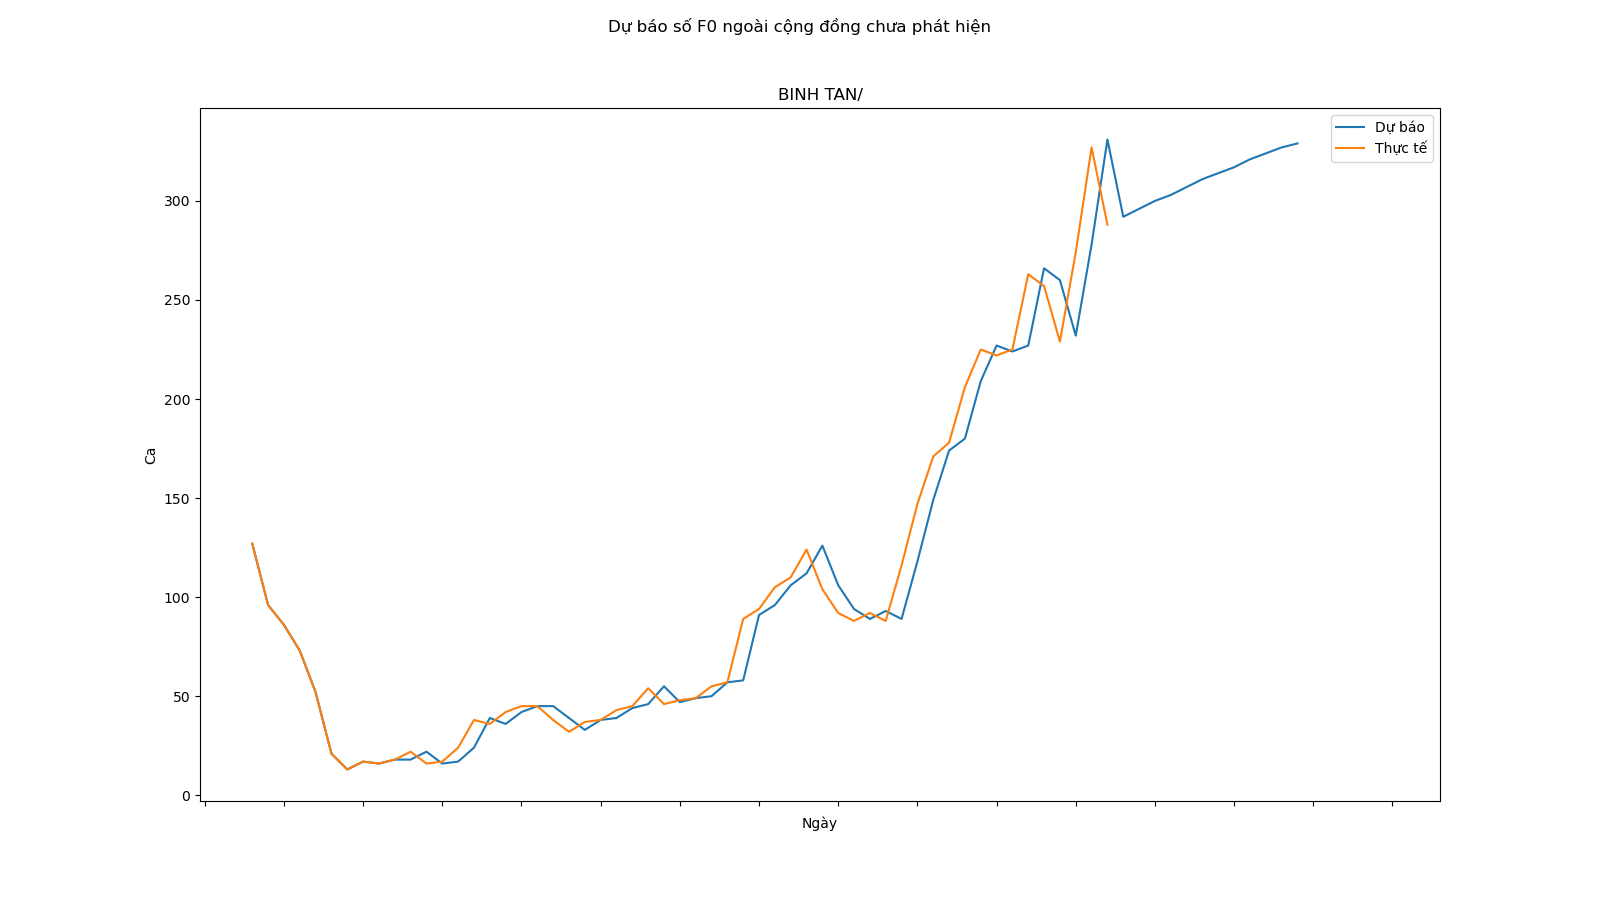 Dự báo số F0 ngoài cộng đồng chưa phát hiện
BINH TAN/
Dự báo
Thực tế
300
250
200
150
100
50
0
Ca
Ngày